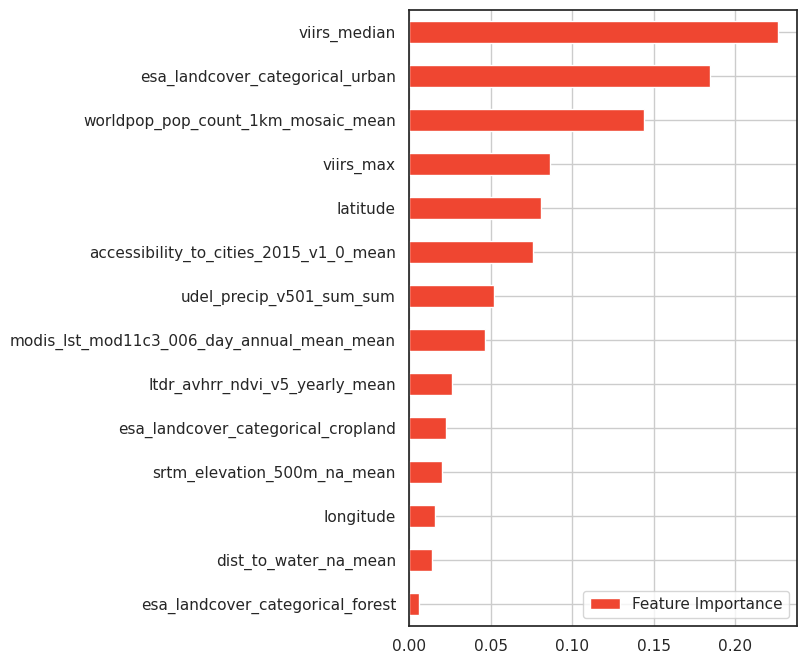 viirs_median
esa_landcover_categorical_urban
worldpop_pop_count_1km_mosaic_mean
viirs_max
latitude
accessibility_to_cities_2015_v1_0_mean
udel_precip_v501_sum_sum
modis_lst_mod11c3_006_day_annual_mean_mean
ltdr_avhrr_ndvi_v5_yearly_mean
esa_landcover_categorical_cropland
srtm_elevation_500m_na_mean
longitude
dist_to_water_na_mean
esa_landcover_categorical_forest
Feature Importance
0.00 0.05 0.10 0.15 0.20